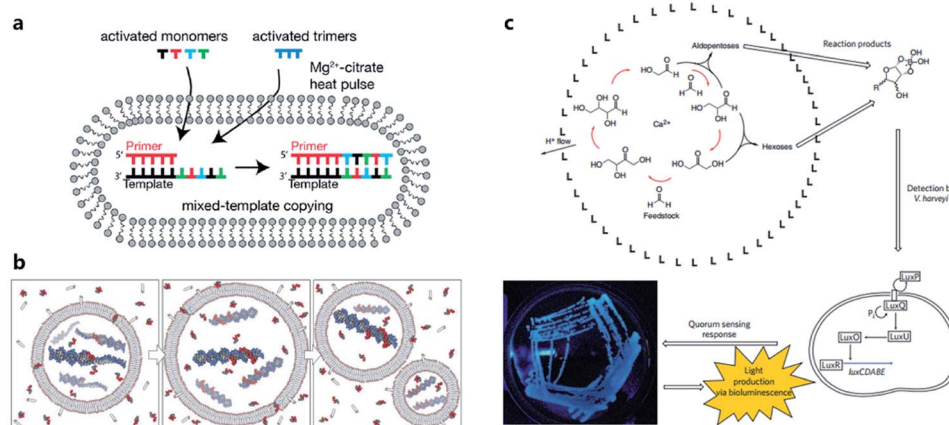 a
activated monomers
activated trimers
Mg²⁺-citrate
heat pulse
Primer
5′
3′
Template
Primer
5′
3′
Template
mixed-template copying
b
c
L L L L L L L L L L L L L L L L L L L L L L L L L L L L L L L L L L L L L L L
Aldopentoses
Reaction products
Ca²⁺
H⁺ flow
Hexoses
Feedstock
Detection b
V. harveyi
LuxP
LuxQ
Pᵢ
LuxO
LuxU
LuxR
luxCDABE
Quorum sensing
response
Light
production
via bioluminescence